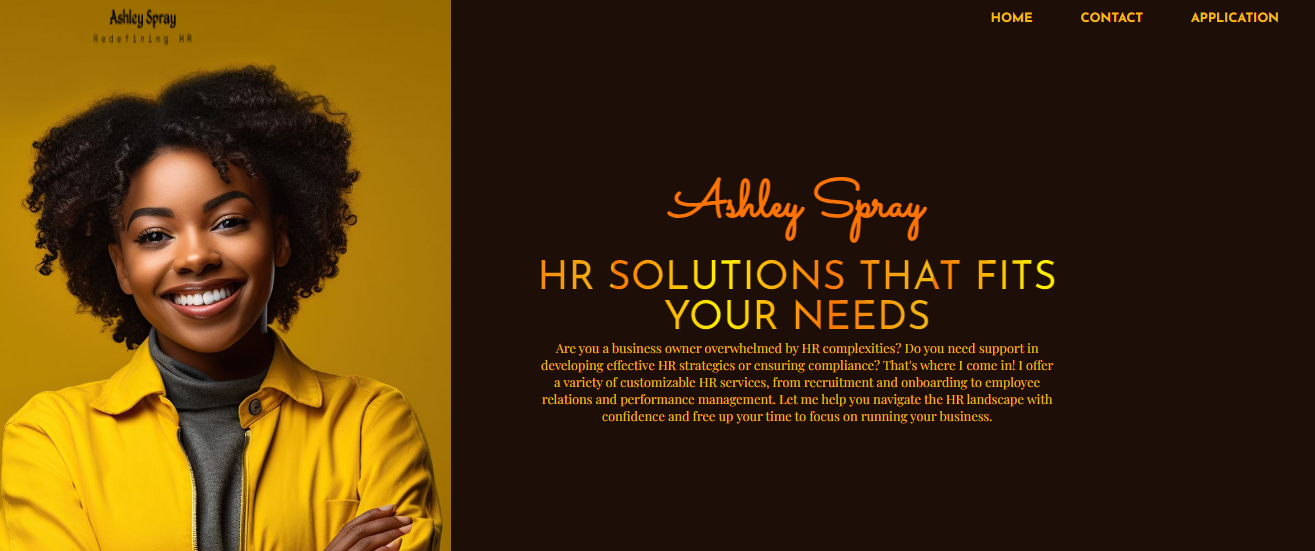 Ashley Spray
Redefining HR
HOME CONTACT APPLICATION
Ashley Spray
HR SOLUTIONS THAT FITS
YOUR NEEDS
Are you a business owner overwhelmed by HR complexities? Do you need support in
developing effective HR strategies or ensuring compliance? That's where I come in! I offer
a variety of customizable HR services, from recruitment and onboarding to employee
relations and performance management. Let me help you navigate the HR landscape with
confidence and free up your time to focus on running your business.